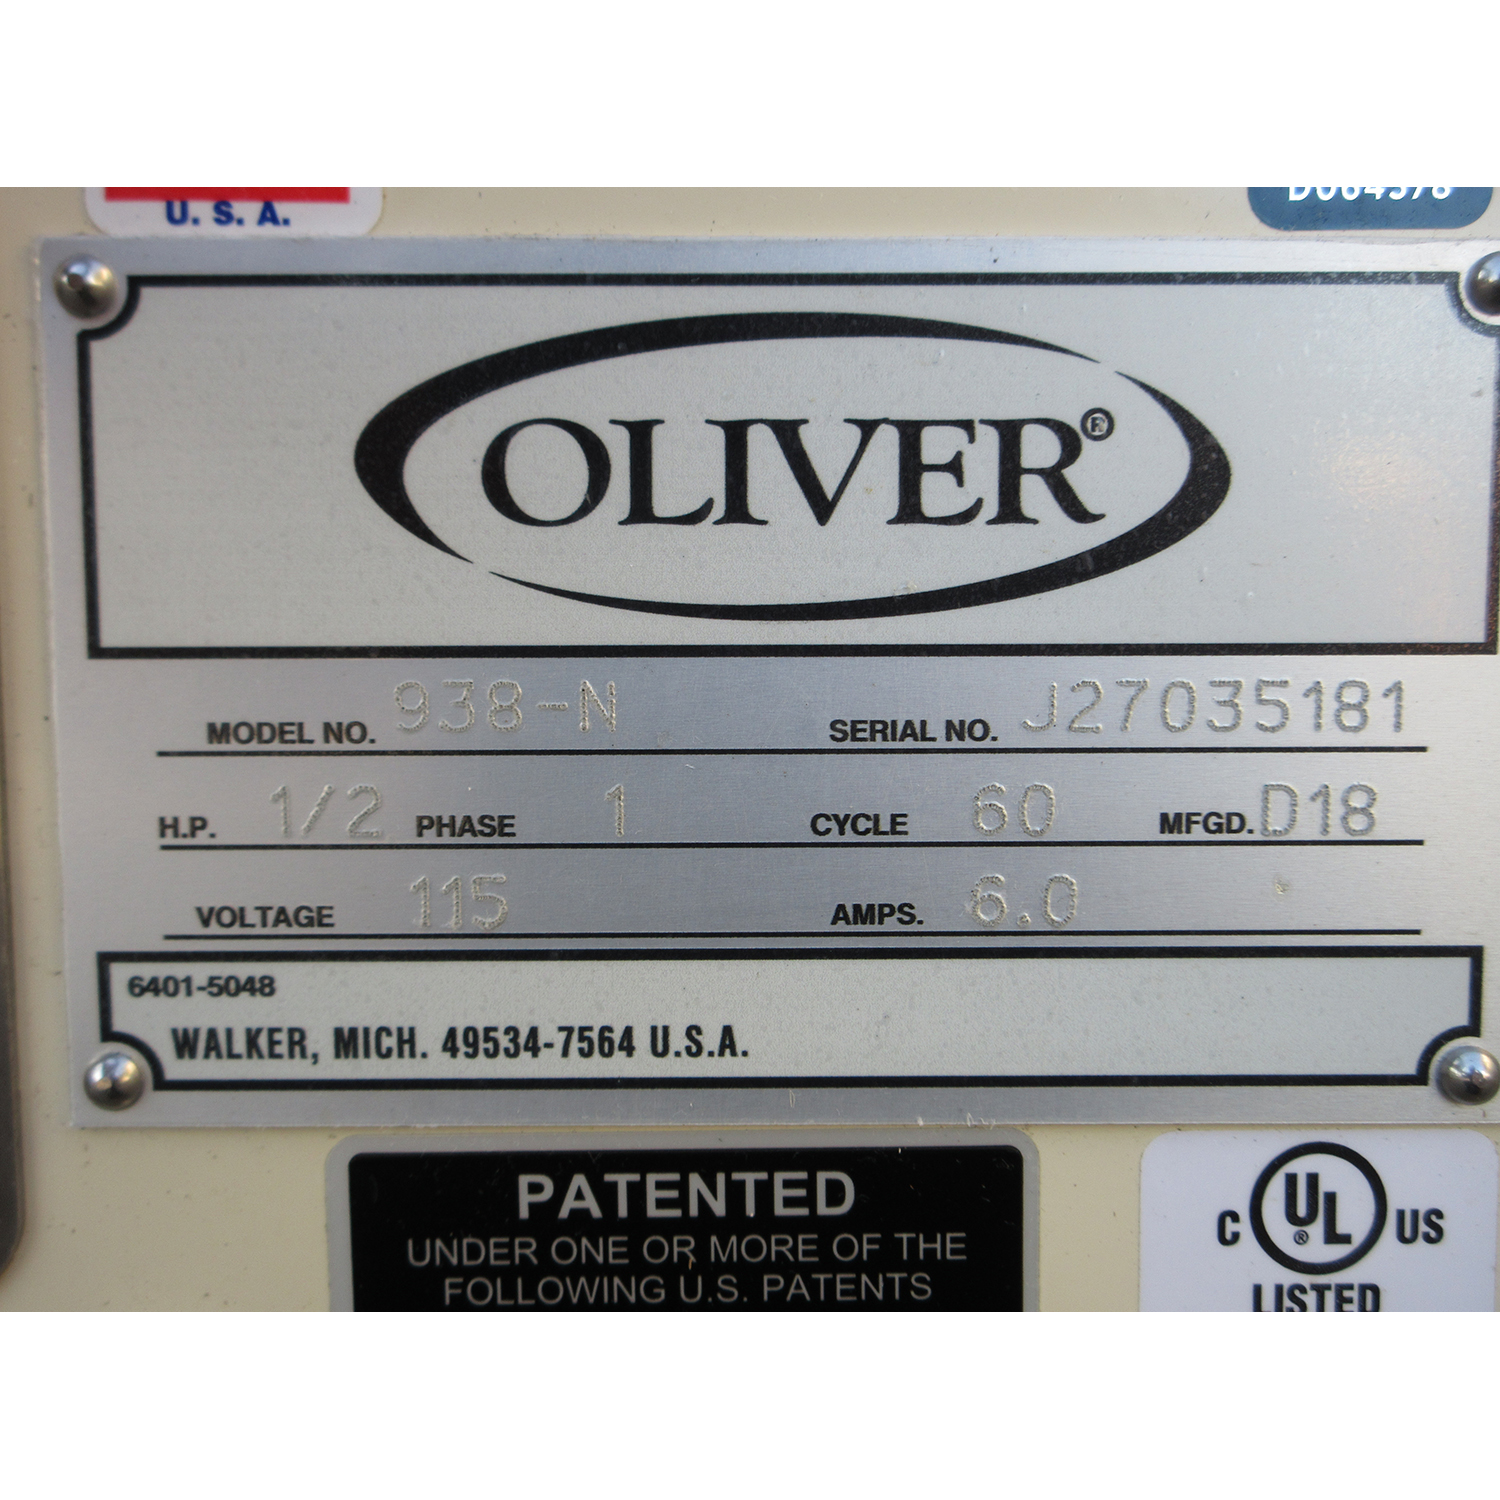 U. S. A.
OLIVER®
MODEL NO. 938-N SERIAL NO. J27035181
H.P. 1/2 PHASE 1 CYCLE 60 MFGD. D18
VOLTAGE 115 AMPS. 6.0
6401-5048
WALKER, MICH. 49534-7564 U.S.A.
PATENTED
UNDER ONE OR MORE OF THE
FOLLOWING U.S. PATENTS
C UL® US
LISTED